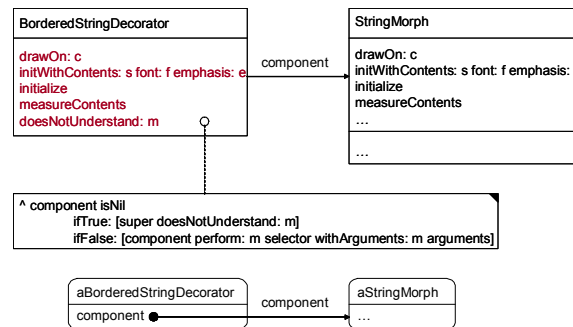 BorderedStringDecorator
drawOn: c
initWithContents: s font: f emphasis: e
initialize
measureContents
doesNotUnderstand: m
component
StringMorph
drawOn: c
initWithContents: s font: f emphasis:
initialize
measureContents
...
...
^ component isNil
ifTrue: [super doesNotUnderstand: m]
ifFalse: [component perform: m selector withArguments: m arguments]
aBorderedStringDecorator
component
component
aStringMorph
...